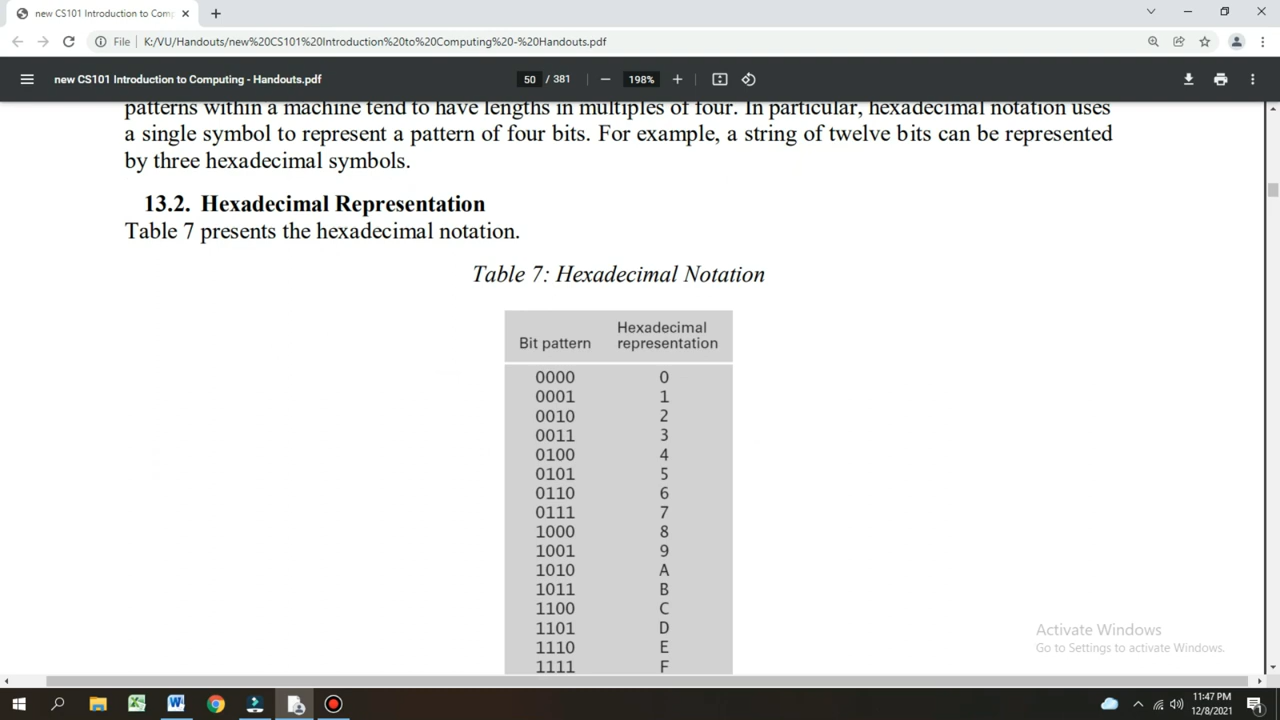 new CS101 Introduction to Comp
File K:/VU/Handouts/new%20CS101%20Introduction%20to%20Computing%20-%20Handouts.pdf
new CS101 Introduction to Computing - Handouts.pdf 50 / 381 198%
patterns within a machine tend to have lengths in multiples of four. In particular, hexadecimal notation uses
a single symbol to represent a pattern of four bits. For example, a string of twelve bits can be represented
by three hexadecimal symbols.
13.2. Hexadecimal Representation
Table 7 presents the hexadecimal notation.
Table 7: Hexadecimal Notation
Hexadecimal
Bit pattern representation
0000 0
0001 1
0010 2
0011 3
0100 4
0101 5
0110 6
0111 7
1000 8
1001 9
1010 A
1011 B
1100 C
1101 D
1110 E
1111 F
Activate Windows
Go to Settings to activate Windows.
11:47 PM
12/8/2021
1